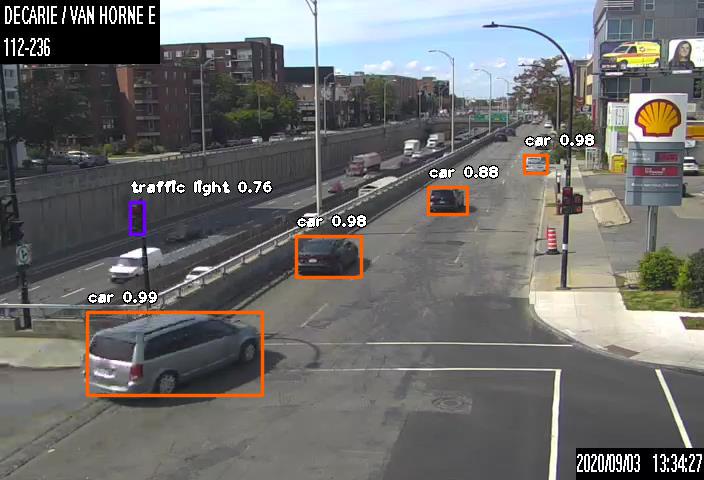 DECARIE / VAN HORNE E
112-236
car 0.98
car 0.88
traffic light 0.76
car 0.98
car 0.99
2020/09/03 13:34:27